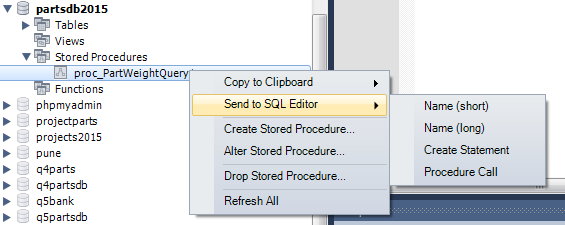 partsdb2015
Tables
Views
Stored Procedures
proc_PartWeightQuery
Functions
phpmyadmin
projectparts
projects2015
pune
q4parts
q4partsdb
q5bank
q5partsdb
Copy to Clipboard
Send to SQL Editor
Create Stored Procedure...
Alter Stored Procedure...
Drop Stored Procedure...
Refresh All
Name (short)
Name (long)
Create Statement
Procedure Call